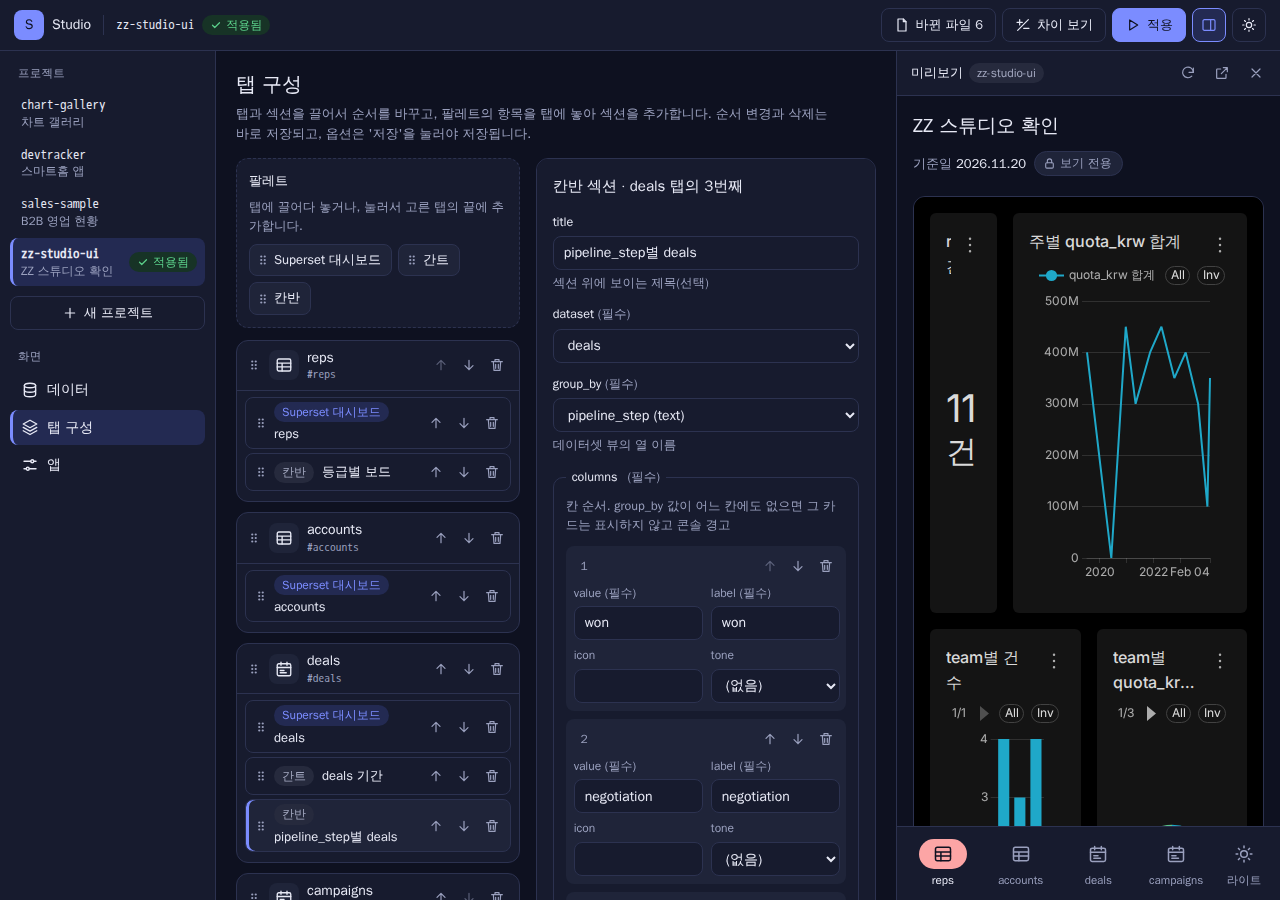 S Studio zz-studio-ui 적용됨
바뀐 파일 6 차이 보기 적용
프로젝트
chart-gallery
차트 갤러리
devtracker
스마트홈 앱
sales-sample
B2B 영업 현황
zz-studio-ui
ZZ 스튜디오 확인
적용됨
새 프로젝트
화면
데이터
탭 구성
앱
탭 구성
탭과 섹션을 끌어서 순서를 바꾸고, 팔레트의 항목을 탭에 놓아 섹션을 추가합니다. 순서 변경과 삭제는
바로 저장되고, 옵션은 '저장'을 눌러야 저장됩니다.
팔레트
탭에 끌어다 놓거나, 눌러서 고른 탭의 끝에 추
가합니다.
Superset 대시보드 간트
칸반
reps
#reps
Superset 대시보드
reps
칸반 등급별 보드
accounts
#accounts
Superset 대시보드
accounts
deals
#deals
Superset 대시보드
deals
간트 deals 기간
칸반
pipeline_step별 deals
campaigns
칸반 섹션 · deals 탭의 3번째
title
pipeline_step별 deals
섹션 위에 보이는 제목(선택)
dataset (필수)
deals
group_by (필수)
pipeline_step (text)
데이터셋 뷰의 열 이름
columns (필수)
칸 순서. group_by 값이 어느 칸에도 없으면 그 카
드는 표시하지 않고 콘솔 경고
1
value (필수) label (필수)
won won
icon tone
(없음)
2
value (필수) label (필수)
negotiation negotiation
icon tone
(없음)
미리보기 zz-studio-ui
ZZ 스튜디오 확인
기준일 2026.11.20 보기 전용
11
건
주별 quota_krw 합계
quota_krw 합계 All Inv
500M
400M
300M
200M
100M
0
2020 2022 Feb 04
team별 건
수
1/1 All Inv
4
3
team별
quota_kr...
1/3 All Inv
reps accounts deals campaigns 라이트